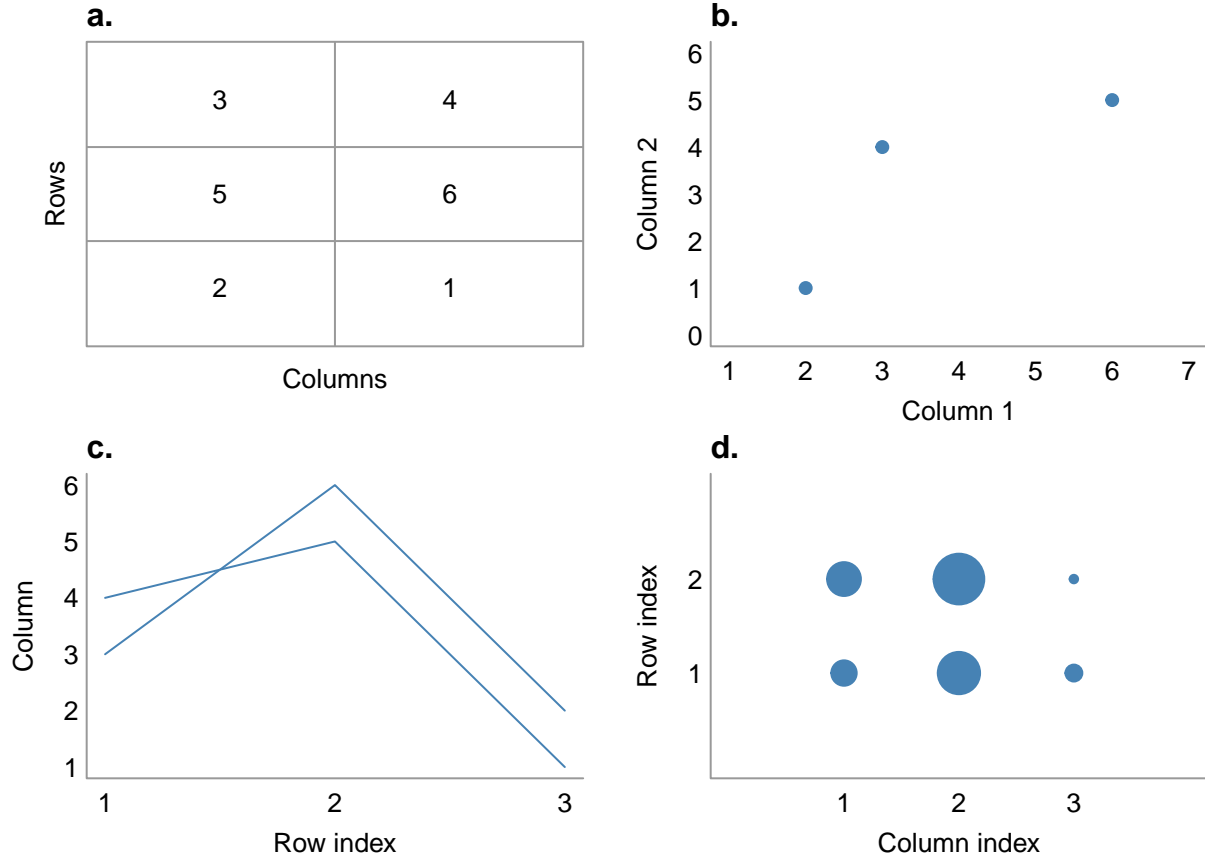 a.
3 4
5 6
2 1
Rows
Columns
b.
6
5
4
3
2
1
0
Column 2
1 2 3 4 5 6 7
Column 1
c.
6
5
4
3
2
1
Column
1 2 3
Row index
d.
2
1
Row index
1 2 3
Column index